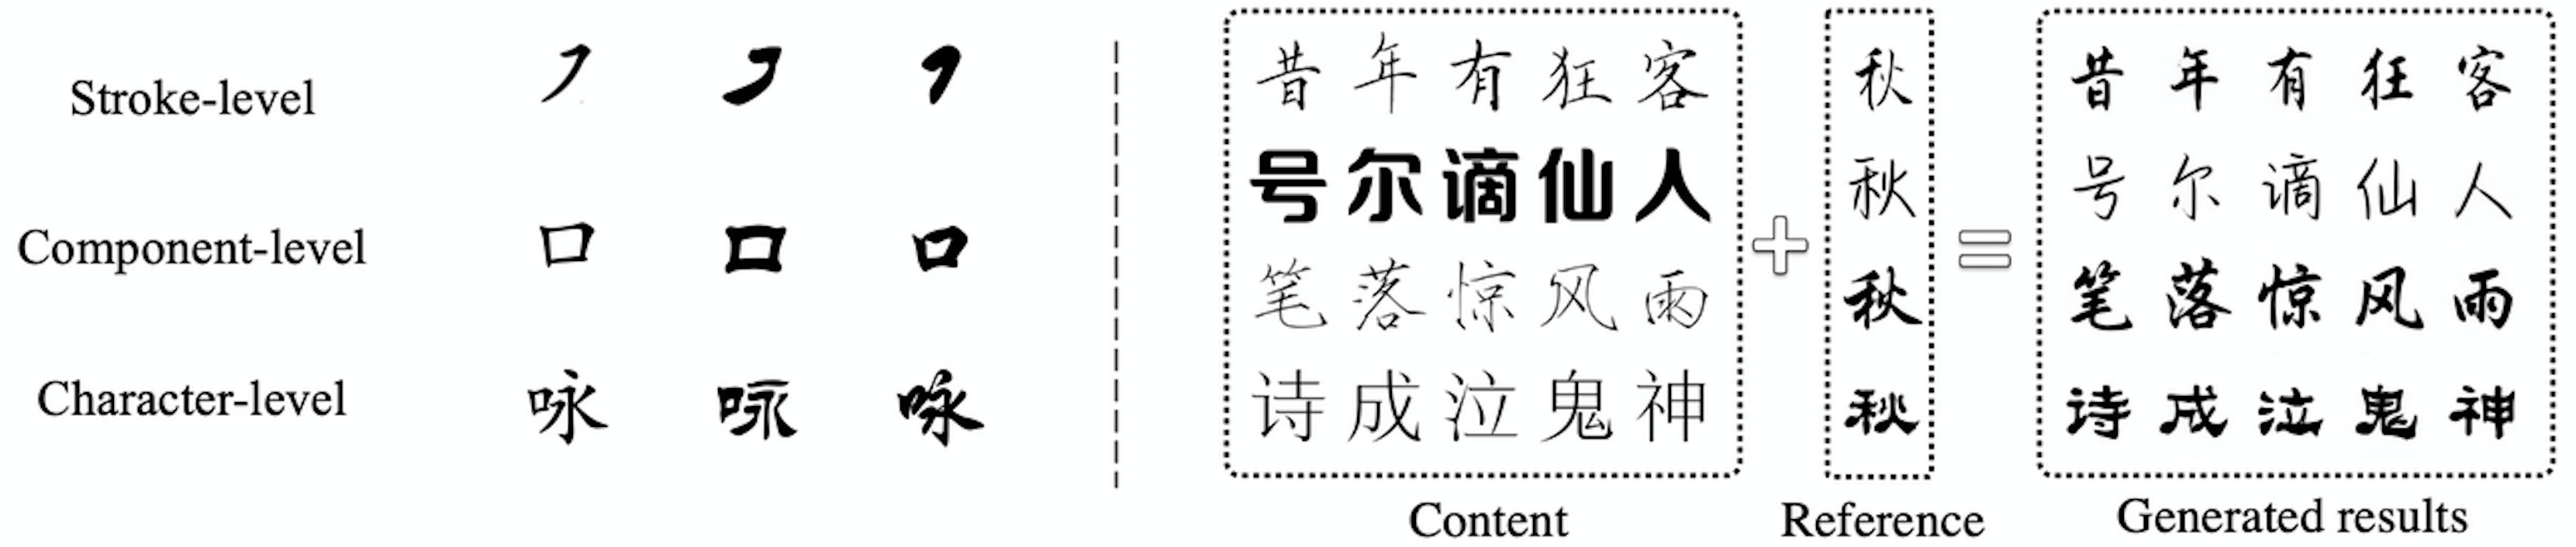 Stroke-level ㇇ ㇇ ㇇
Component-level 口 口 口
Character-level 咏 咏 咏
昔年有狂客 秋 昔年有狂客
号尔谪仙人 + 秋 = 号尔谪仙人
笔落惊风雨 秋 笔落惊风雨
诗成泣鬼神 秋 诗成泣鬼神
Content Reference Generated results